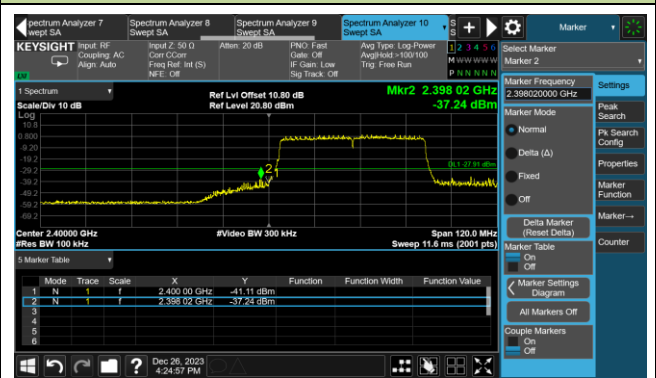 pectrum Analyzer 7
wept SA
Spectrum Analyzer 8
Swept SA
Spectrum Analyzer 9
Swept SA
Spectrum Analyzer 10
Swept SA
S
S
Marker
KEYSIGHT
Input: RF
Coupling: AC
Align: Auto
Input Z: 50 Ω
Corr CCorr
Freq Ref: Int (S)
NFE: Off
Atten: 20 dB
PNO: Fast
Gate: Off
IF Gain: Low
Sig Track: Off
Avg Type: Log-Power
Avg|Hold:>100/100
Trig: Free Run
1 2 3 4 5 6
M W W W W W
P N N N N N
LXI
Select Marker
Marker 2
1 Spectrum
Scale/Div 10 dB
Log
Ref Lvl Offset 10.80 dB
Ref Level 20.80 dBm
Mkr2 2.398 02 GHz
-37.24 dBm
10.8
0.800
-9.20
-19.2
-29.2
-39.2
-49.2
-59.2
-69.2
DL1 -27.91 dBm
2
1
Center 2.40000 GHz
#Res BW 100 kHz
#Video BW 300 kHz
Span 120.0 MHz
Sweep 11.6 ms (2001 pts)
5 Marker Table
Mode Trace Scale X Y Function Function Width Function Value
1 N 1 f 2.400 00 GHz -41.11 dBm
2 N 1 f 2.398 02 GHz -37.24 dBm
3
4
5
6
Marker Frequency
2.398020000 GHz
Marker Mode
Normal
Delta (Δ)
Fixed
Off
Delta Marker
(Reset Delta)
Marker Table
On
Off
Marker Settings
Diagram
All Markers Off
Couple Markers
On
Off
Settings
Peak
Search
Pk Search
Config
Properties
Marker
Function
Marker→
Counter
?
Dec 26, 2023
4:24:57 PM